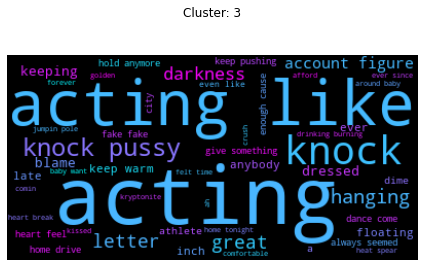 Cluster: 3
hold anymore
keep pushing
account figure
keeping
darkness
afford
ever since
forever
golden
even like
around baby
acting like
city
enough cause
jumpin pole
fake fake
crush
drinking burning
ever
knock pussy
give something
knock
blame
anybody
dressed
late
keep warm
baby want
felt time
dime
comin
kryptonite
acting
hanging
heart break
kissed
athlete
home tonight
dance come
floating
heart feel
letter
great
always seemed
home drive
inch
comfortable
a
heat spear